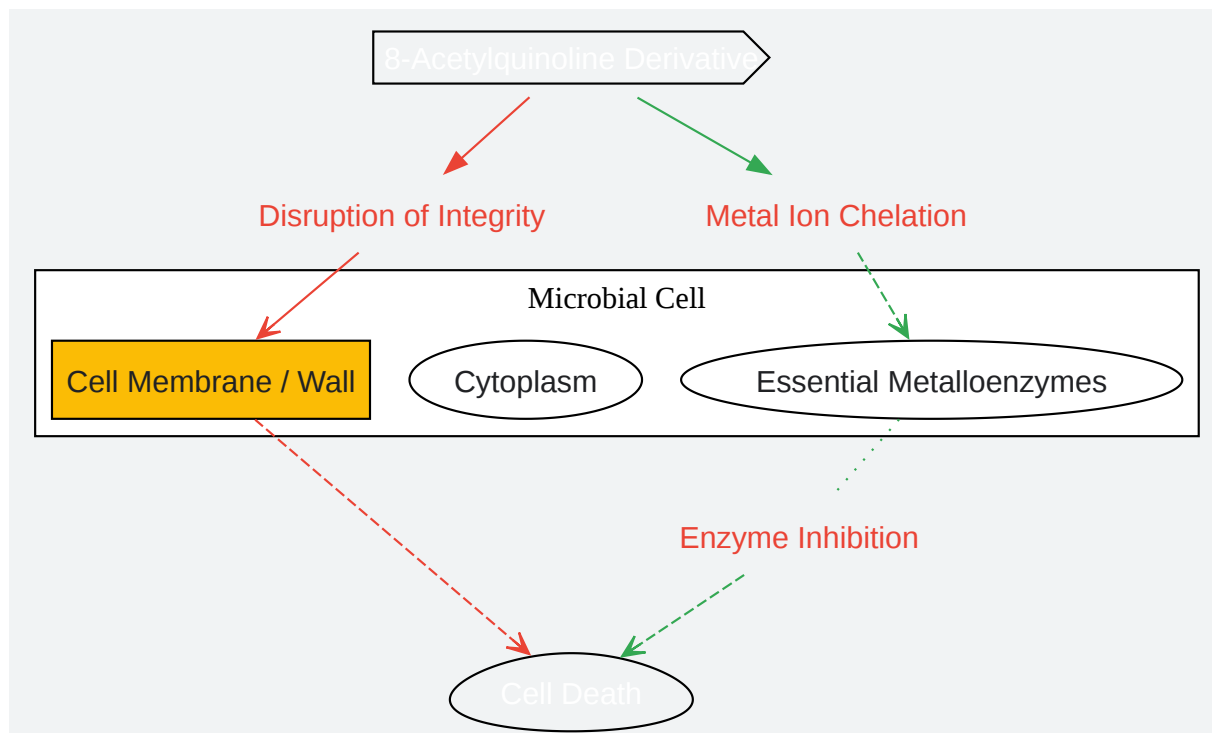 8-Acetylquinoline Derivative
Disruption of Integrity
Metal Ion Chelation
Microbial Cell
Cell Membrane / Wall
Cytoplasm
Essential Metalloenzymes
Enzyme Inhibition
Cell Death